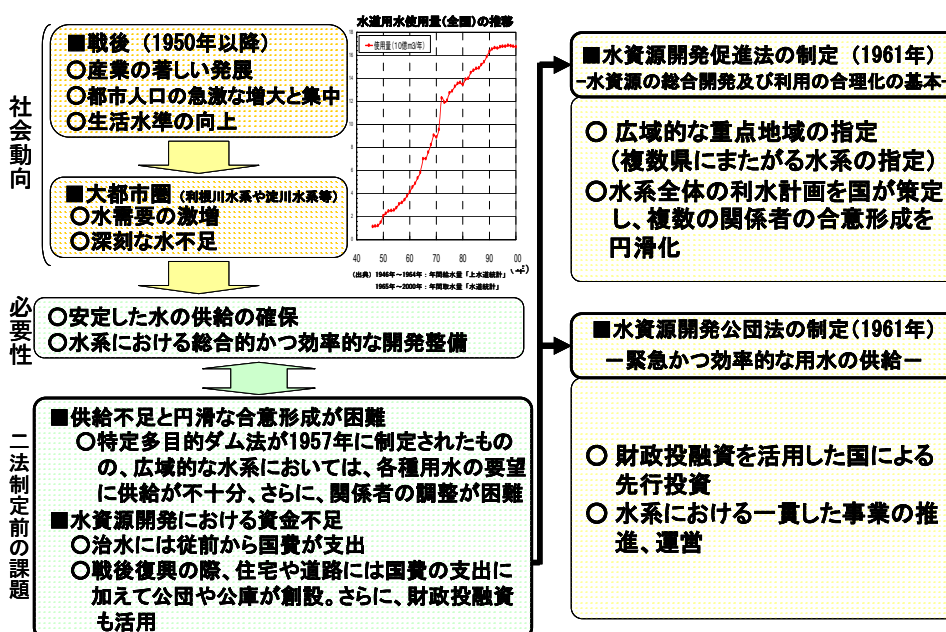 社会動向
■戦後（1950年以降）
○産業の著しい発展
○都市人口の急激な増大と集中
○生活水準の向上
■大都市圏（利根川水系や淀川水系等）
○水需要の激増
○深刻な水不足
水道用水使用量(全国)の推移
使用量(10億m3/年)
18
16
14
12
10
8
6
4
2
0
40 50 60 70 80 90 00
（年）
（出典）1946年～1964年：年間給水量「上水道統計」
1965年～2000年：年間取水量「水道統計」
必要性
○安定した水の供給の確保
○水系における総合的かつ効率的な開発整備
二法制定前の課題
■供給不足と円滑な合意形成が困難
○特定多目的ダム法が1957年に制定されたもの
の、広域的な水系においては、各種用水の要望
に供給が不十分、さらに、関係者の調整が困難
■水資源開発における資金不足
○治水には従前から国費が支出
○戦後復興の際、住宅や道路には国費の支出に
加えて公団や公庫が創設。さらに、財政投融資
も活用
■水資源開発促進法の制定（1961年）
-水資源の総合開発及び利用の合理化の基本-
○ 広域的な重点地域の指定
（複数県にまたがる水系の指定）
○水系全体の利水計画を国が策定
し、複数の関係者の合意形成を
円滑化
■水資源開発公団法の制定（1961年）
－緊急かつ効率的な用水の供給－
○ 財政投融資を活用した国による
先行投資
○ 水系における一貫した事業の推
進、運営